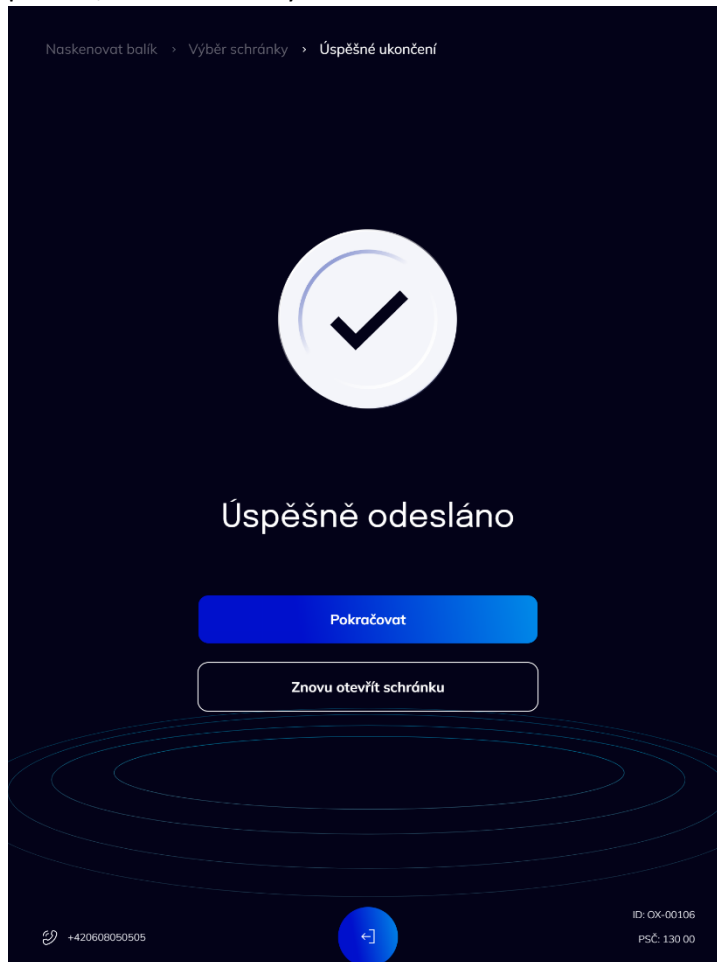 Naskenovat balík › Výběr schránky › Úspěšné ukončení
Úspěšně odesláno
Pokračovat
Znovu otevřít schránku
ID: OX-00106
+420608050505
PSČ: 130 00